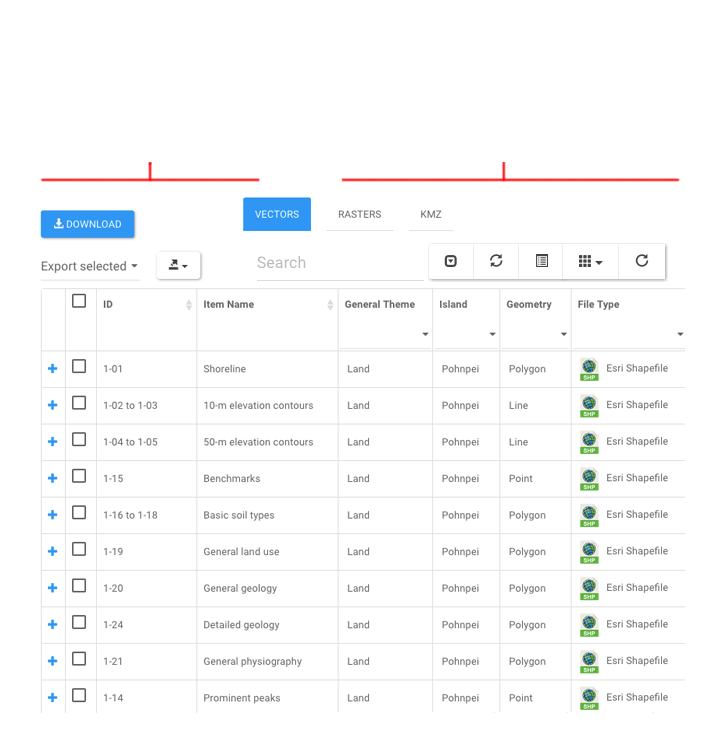 VECTORS RASTERS KMZ
DOWNLOAD
Export selected Search
ID Item Name General Theme Island Geometry File Type
1-01 Shoreline Land Pohnpei Polygon SHP Esri Shapefile
1-02 to 1-03 10-m elevation contours Land Pohnpei Line SHP Esri Shapefile
1-04 to 1-05 50-m elevation contours Land Pohnpei Line SHP Esri Shapefile
1-15 Benchmarks Land Pohnpei Point SHP Esri Shapefile
1-16 to 1-18 Basic soil types Land Pohnpei Polygon SHP Esri Shapefile
1-19 General land use Land Pohnpei Polygon SHP Esri Shapefile
1-20 General geology Land Pohnpei Polygon SHP Esri Shapefile
1-24 Detailed geology Land Pohnpei Polygon SHP Esri Shapefile
1-21 General physiography Land Pohnpei Polygon SHP Esri Shapefile
1-14 Prominent peaks Land Pohnpei Point SHP Esri Shapefile